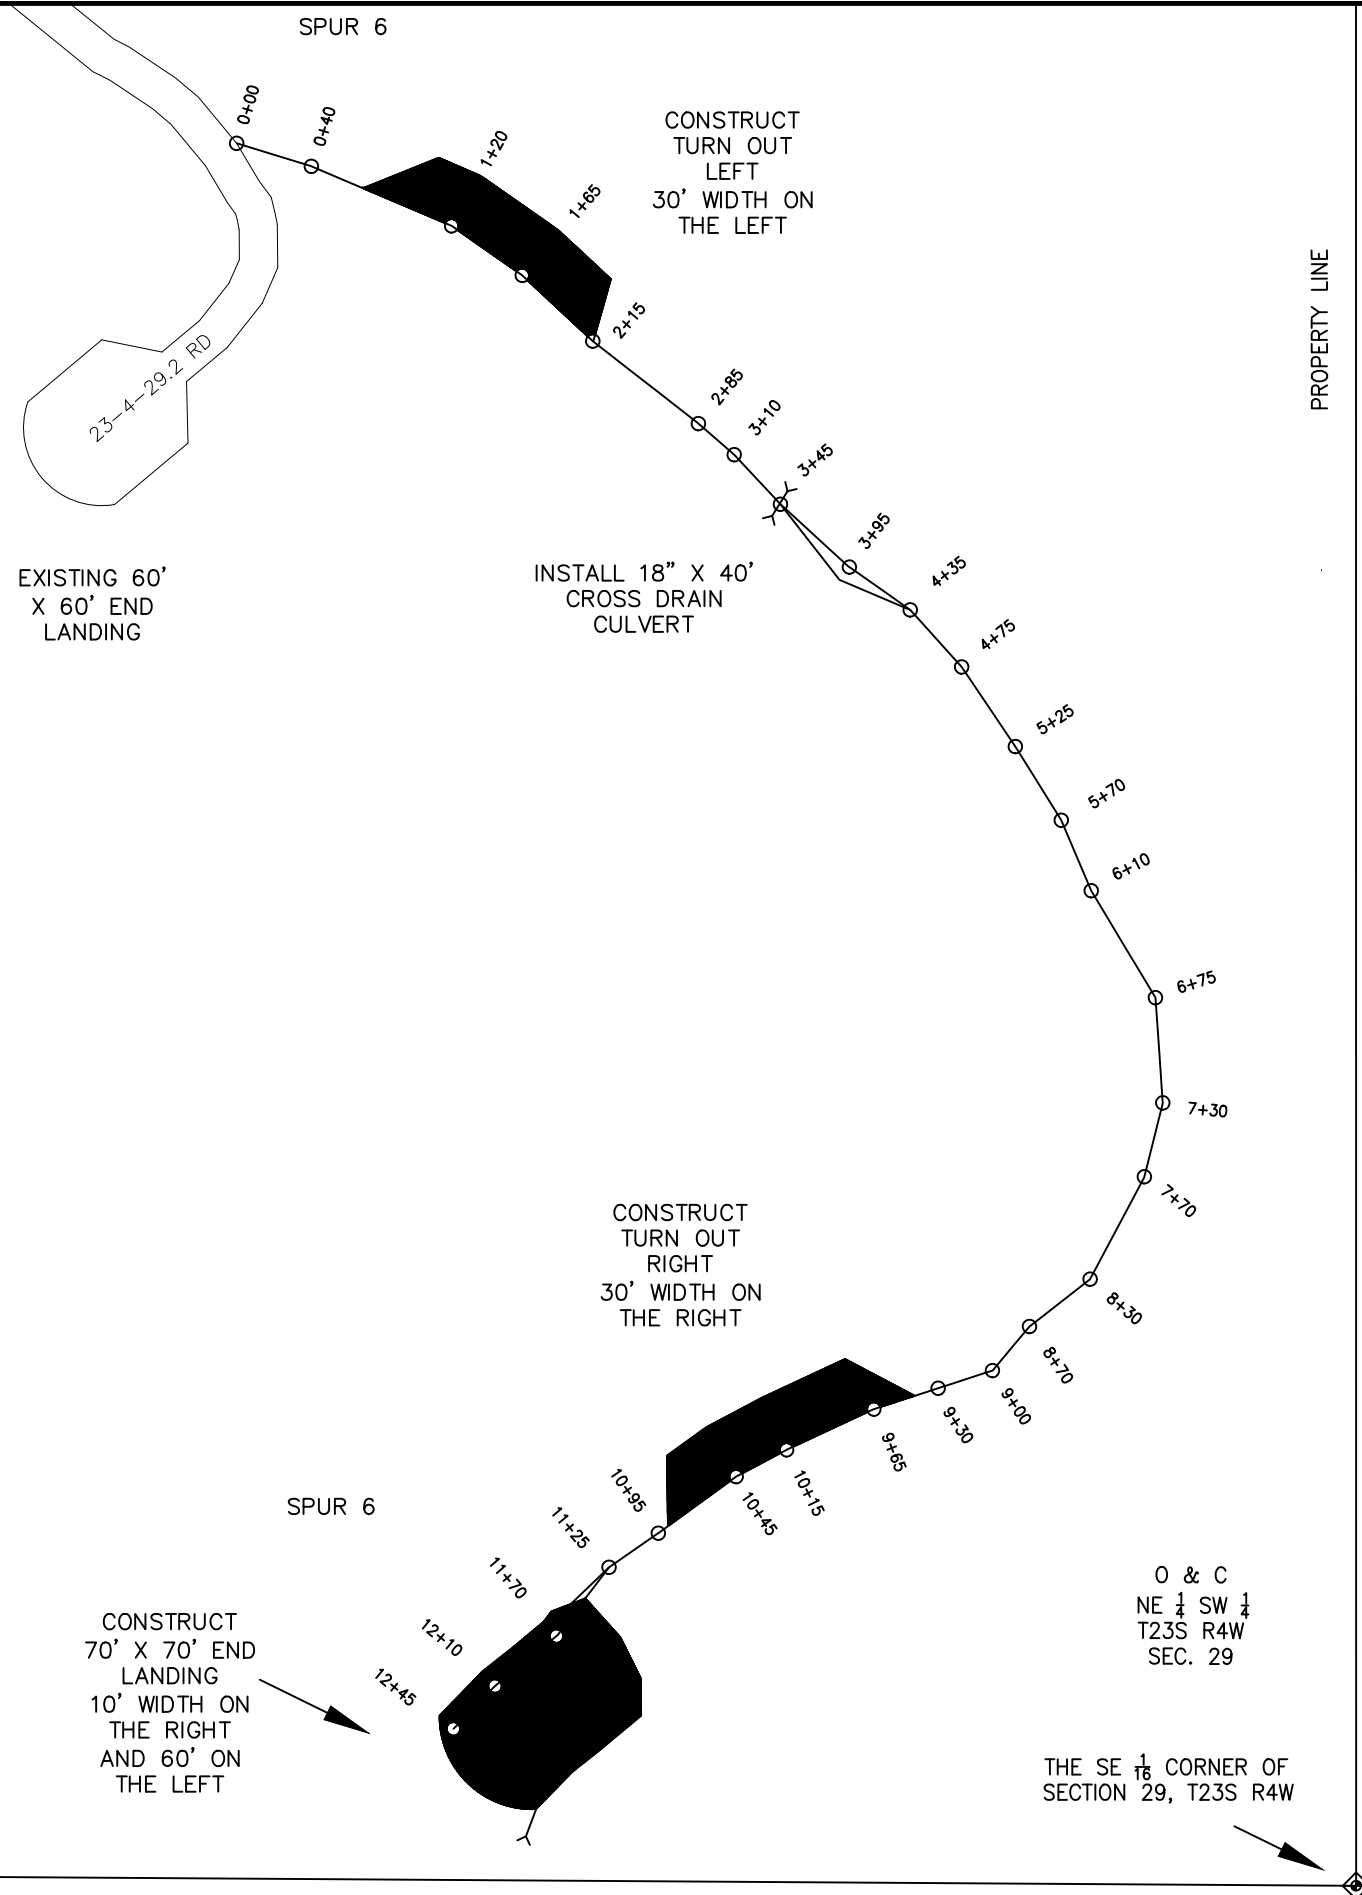 SPUR 6
0+00
0+40
1+20
1+65
CONSTRUCT
TURN OUT
LEFT
30' WIDTH ON
THE LEFT
PROPERTY LINE
2+15
23-4-29.2 RD
2+85
3+10
3+45
3+95
4+35
EXISTING 60'
X 60' END
LANDING
INSTALL 18" X 40'
CROSS DRAIN
CULVERT
4+75
5+25
5+70
6+10
6+75
7+30
7+70
CONSTRUCT
TURN OUT
RIGHT
30' WIDTH ON
THE RIGHT
8+30
8+70
9+00
9+30
9+65
10+15
10+45
10+95
SPUR 6
11+25
11+70
12+10
12+45
CONSTRUCT
70' X 70' END
LANDING
10' WIDTH ON
THE RIGHT
AND 60' ON
THE LEFT
O & C
NE 1/4 SW 1/4
T23S R4W
SEC. 29
THE SE 1/16 CORNER OF
SECTION 29, T23S R4W